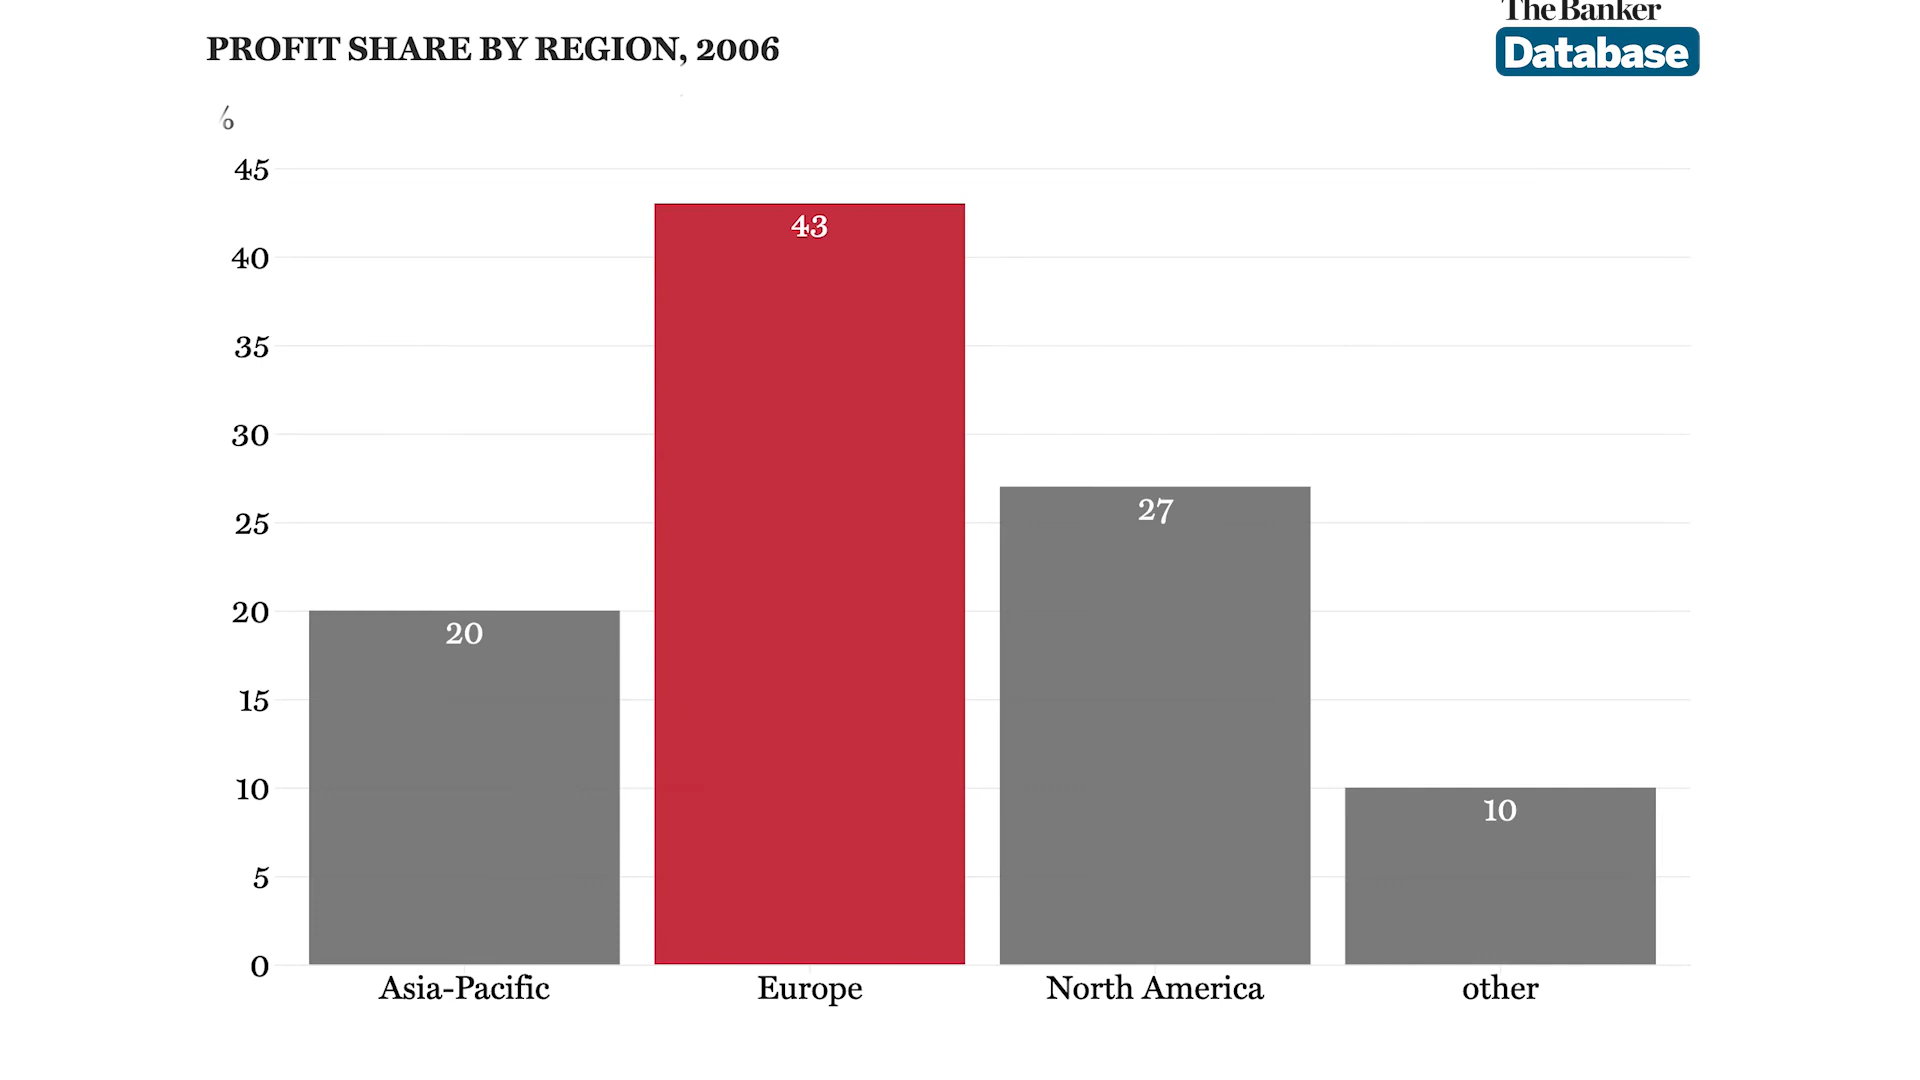 The Banker
Database
PROFIT SHARE BY REGION, 2006
%
45
40
35
30
25
20
15
10
5
0
20
43
27
10
Asia-Pacific
Europe
North America
other